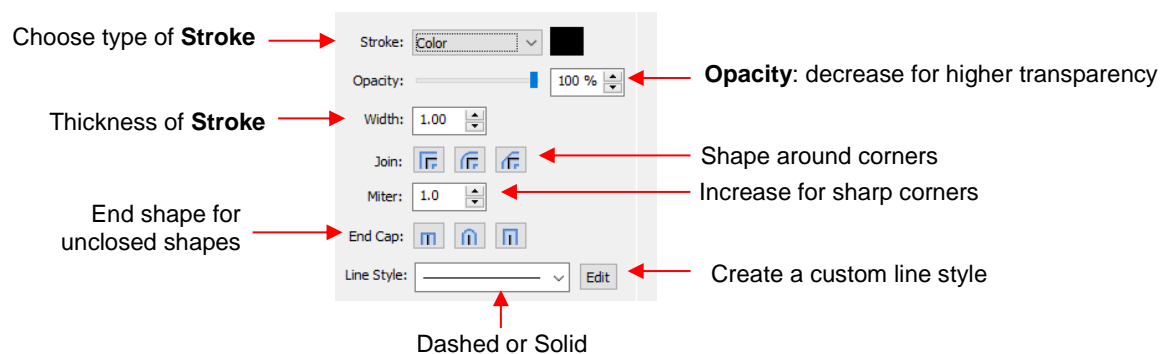 Choose type of Stroke
Stroke: Color
Opacity: 100 %
Opacity: decrease for higher transparency
Thickness of Stroke
Width: 1.00
Join:
Shape around corners
Miter: 1.0
Increase for sharp corners
End shape for
unclosed shapes
End Cap:
Line Style: Edit
Create a custom line style
Dashed or Solid